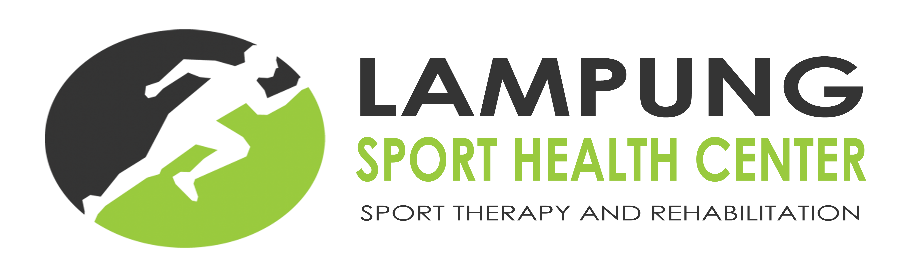 LAMPUNG
SPORT HEALTH CENTER
SPORT THERAPY AND REHABILITATION